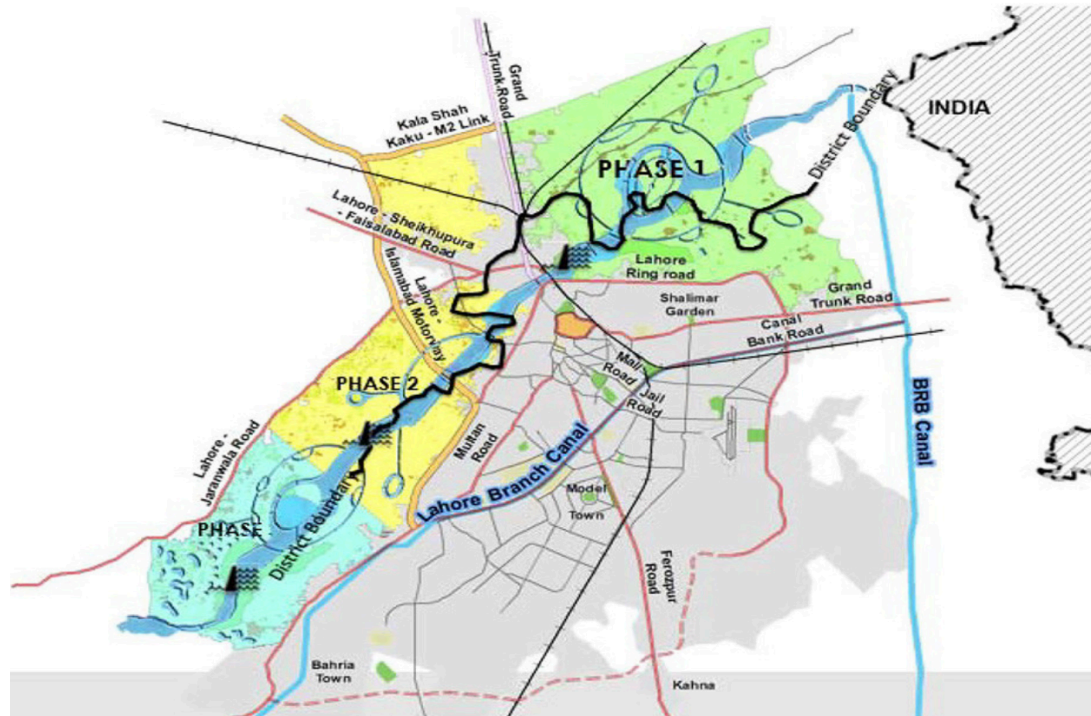 Grand
Trunk Road
Kala Shah
Kaku - M2 Link
INDIA
District Boundary
PHASE 1
Lahore - Sheikhupura
- Faisalabad Road
Lahore
Ring road
Lahore -
Islamabad Motorway
Grand
Trunk Road
Shalimar
Garden
Canal
Bank Road
Mall
Road
Jail
Road
PHASE 2
BRB Canal
Multan
Road
Lahore -
Jaranwala Road
Lahore Branch Canal
Model
Town
PHASE
District Boundary
Ferozpur
Road
Bahria
Town
Kahna